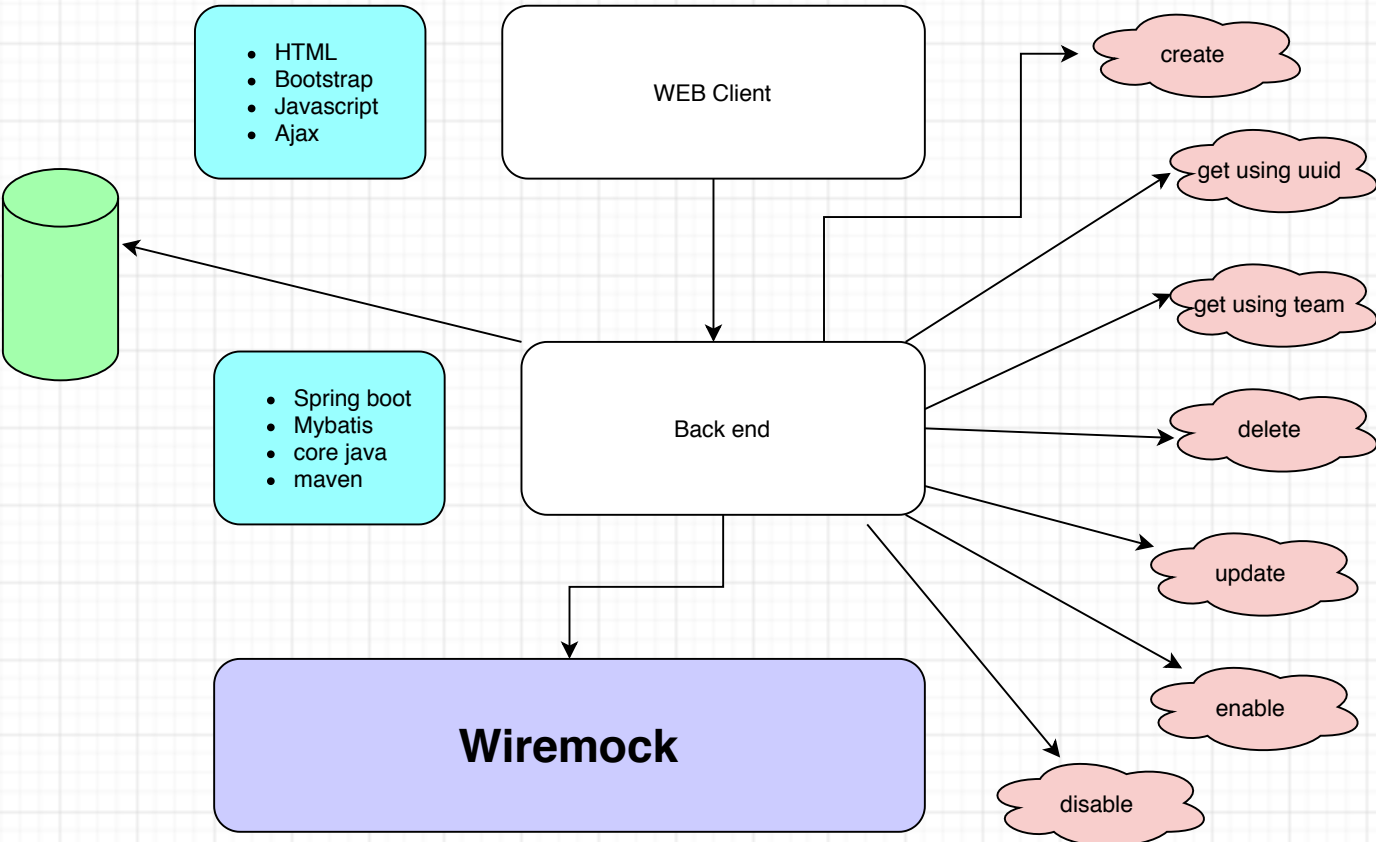 HTML
Bootstrap
Javascript
Ajax
WEB Client
create
get using uuid
get using team
Spring boot
Mybatis
core java
maven
Back end
delete
update
enable
Wiremock
disable